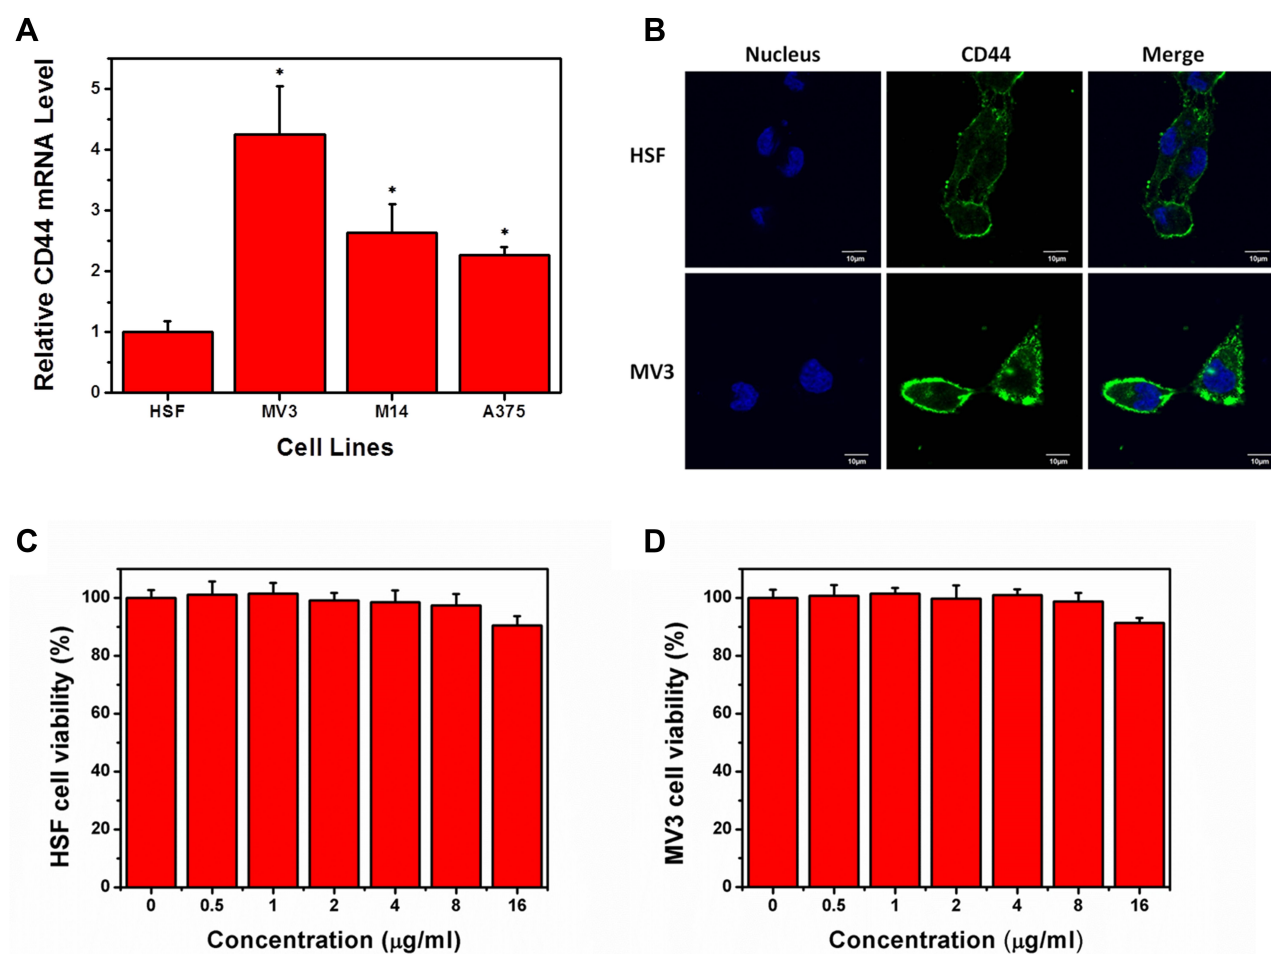 A
Relative CD44 mRNA Level
5
4
3
2
1
0
*
*
*
HSF MV3 M14 A375
Cell Lines
B
Nucleus CD44 Merge
HSF
10μm 10μm 10μm
MV3
10μm 10μm 10μm
C
HSF cell viability (%)
100
80
60
40
20
0
0 0.5 1 2 4 8 16
Concentration (μg/ml)
D
MV3 cell viability (%)
100
80
60
40
20
0
0 0.5 1 2 4 8 16
Concentration (μg/ml)